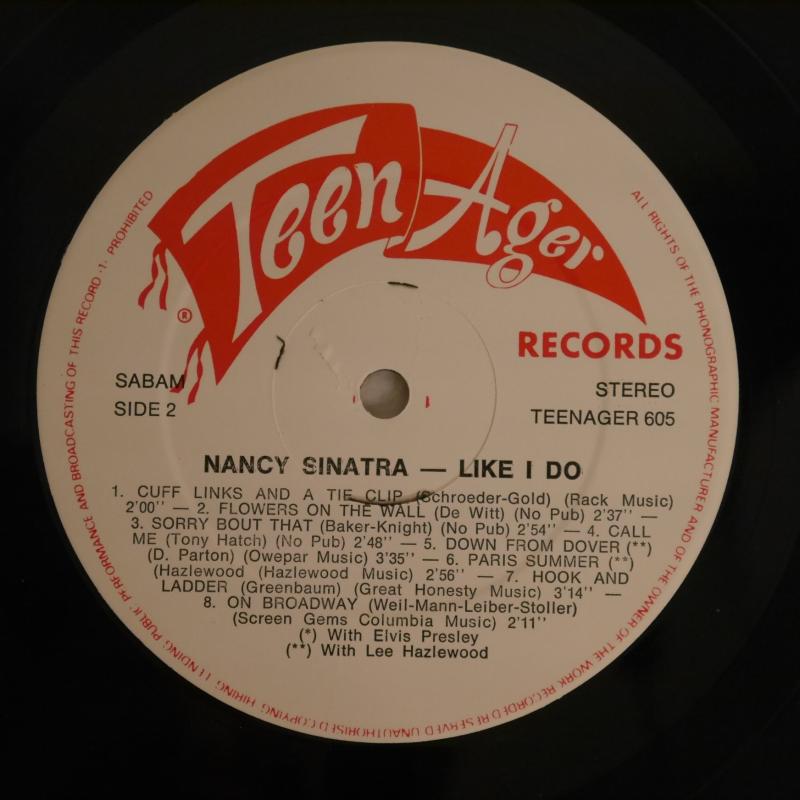 Teen Ager
®
RECORDS
SABAM
SIDE 2
STEREO
TEENAGER 605
NANCY SINATRA — LIKE I DO
1. CUFF LINKS AND A TIE CLIP (Schroeder-Gold) (Rack Music)
2'00'' — 2. FLOWERS ON THE WALL (De Witt) (No Pub) 2'37'' —
3. SORRY BOUT THAT (Baker-Knight) (No Pub) 2'54'' — 4. CALL
ME (Tony Hatch) (No Pub) 2'48'' — 5. DOWN FROM DOVER (**)
(D. Parton) (Owepar Music) 3'35'' — 6. PARIS SUMMER (**)
(Hazlewood (Hazlewood Music) 2'56'' — 7. HOOK AND
LADDER (Greenbaum) (Great Honesty Music) 3'14'' —
8. ON BROADWAY (Weil-Mann-Leiber-Stoller)
(Screen Gems Columbia Music) 2'11''
(*) With Elvis Presley
(**) With Lee Hazlewood
ALL RIGHTS OF THE PHONOGRAPHIC MANUFACTURER AND OF THE OWNER OF THE WORK RECORDED RESERVED UNAUTHORISED COPYING HIRING LENDING PUBLIC PERFORMANCE AND BROADCASTING OF THIS RECORD ·1· PROHIBITED